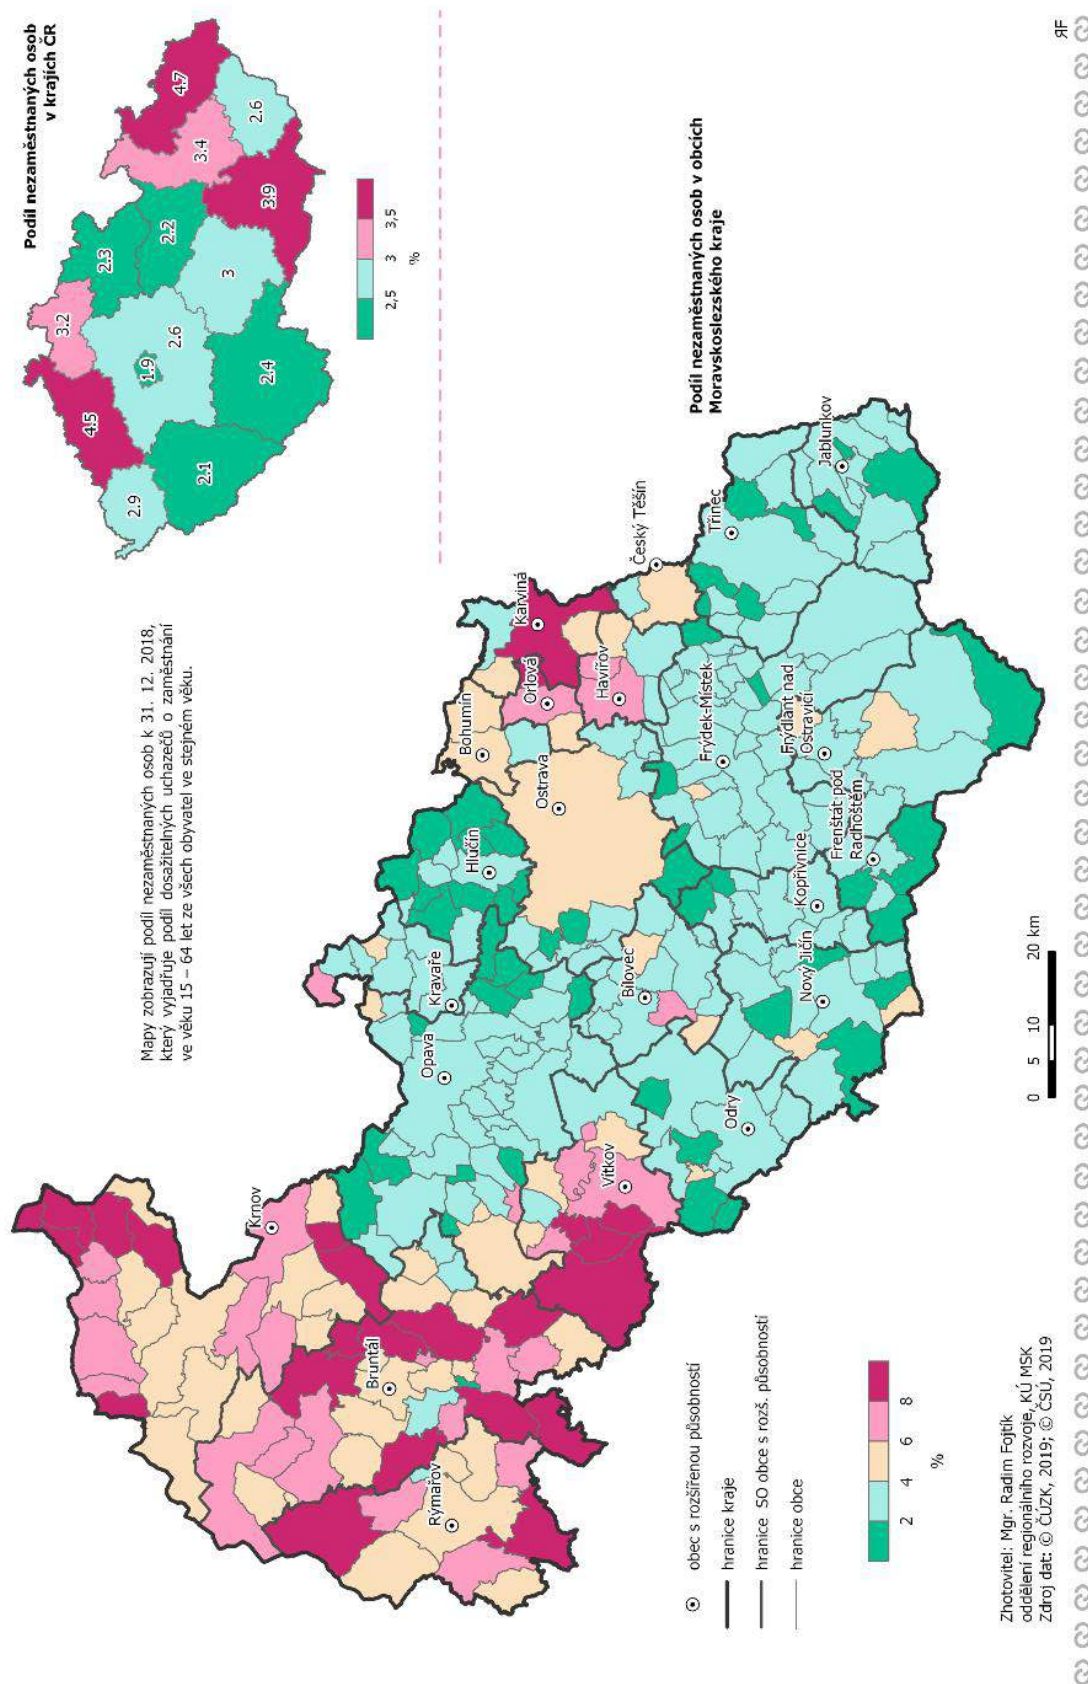 Podíl nezaměstnaných osob
v krajích ČR
4.7
2.6
3.4
3.9
2.2
2.3
3
3.2
2.6
1.9
2.4
4.5
2.1
2.9
2,5
3
3,5
%
Mapy zobrazují podíl nezaměstnaných osob k 31. 12. 2018,
který vyjadřuje podíl dosažitelných uchazečů o zaměstnání
ve věku 15 – 64 let ze všech obyvatel ve stejném věku.
Podíl nezaměstnaných osob v obcích
Moravskoslezského kraje
Krnov
Bruntál
Rýmařov
Opava
Kravaře
Hlučín
Bohumín
Orlová
Karviná
Havířov
Ostrava
Český Těšín
Třinec
Jablunkov
Frýdek-Místek
Frýdlant nad
Ostravicí
Frenštát pod
Radhoštěm
Kopřivnice
Nový Jičín
Bílovec
Odry
Vítkov
obec s rozšířenou působností
hranice kraje
hranice SO obce s rozš. působností
hranice obce
2
4
6
8
%
0
5
10
20 km
Zhotovitel: Mgr. Radim Fojtík
oddělení regionálního rozvoje, KÚ MSK
Zdroj dat: © ČÚZK, 2019; © ČSÚ, 2019
ЯF